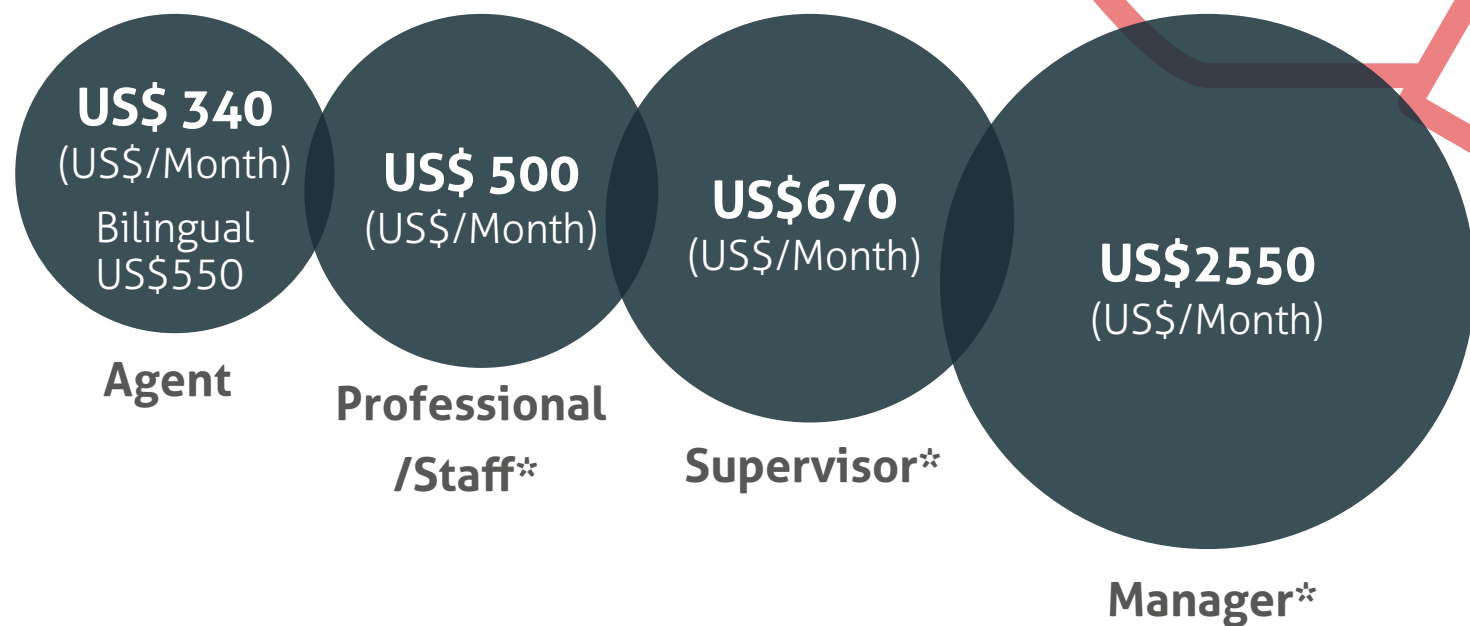 US$ 340
(US$/Month)
Bilingual
US$550
Agent
US$ 500
(US$/Month)
Professional
/Staff*
US$670
(US$/Month)
Supervisor*
US$2550
(US$/Month)
Manager*